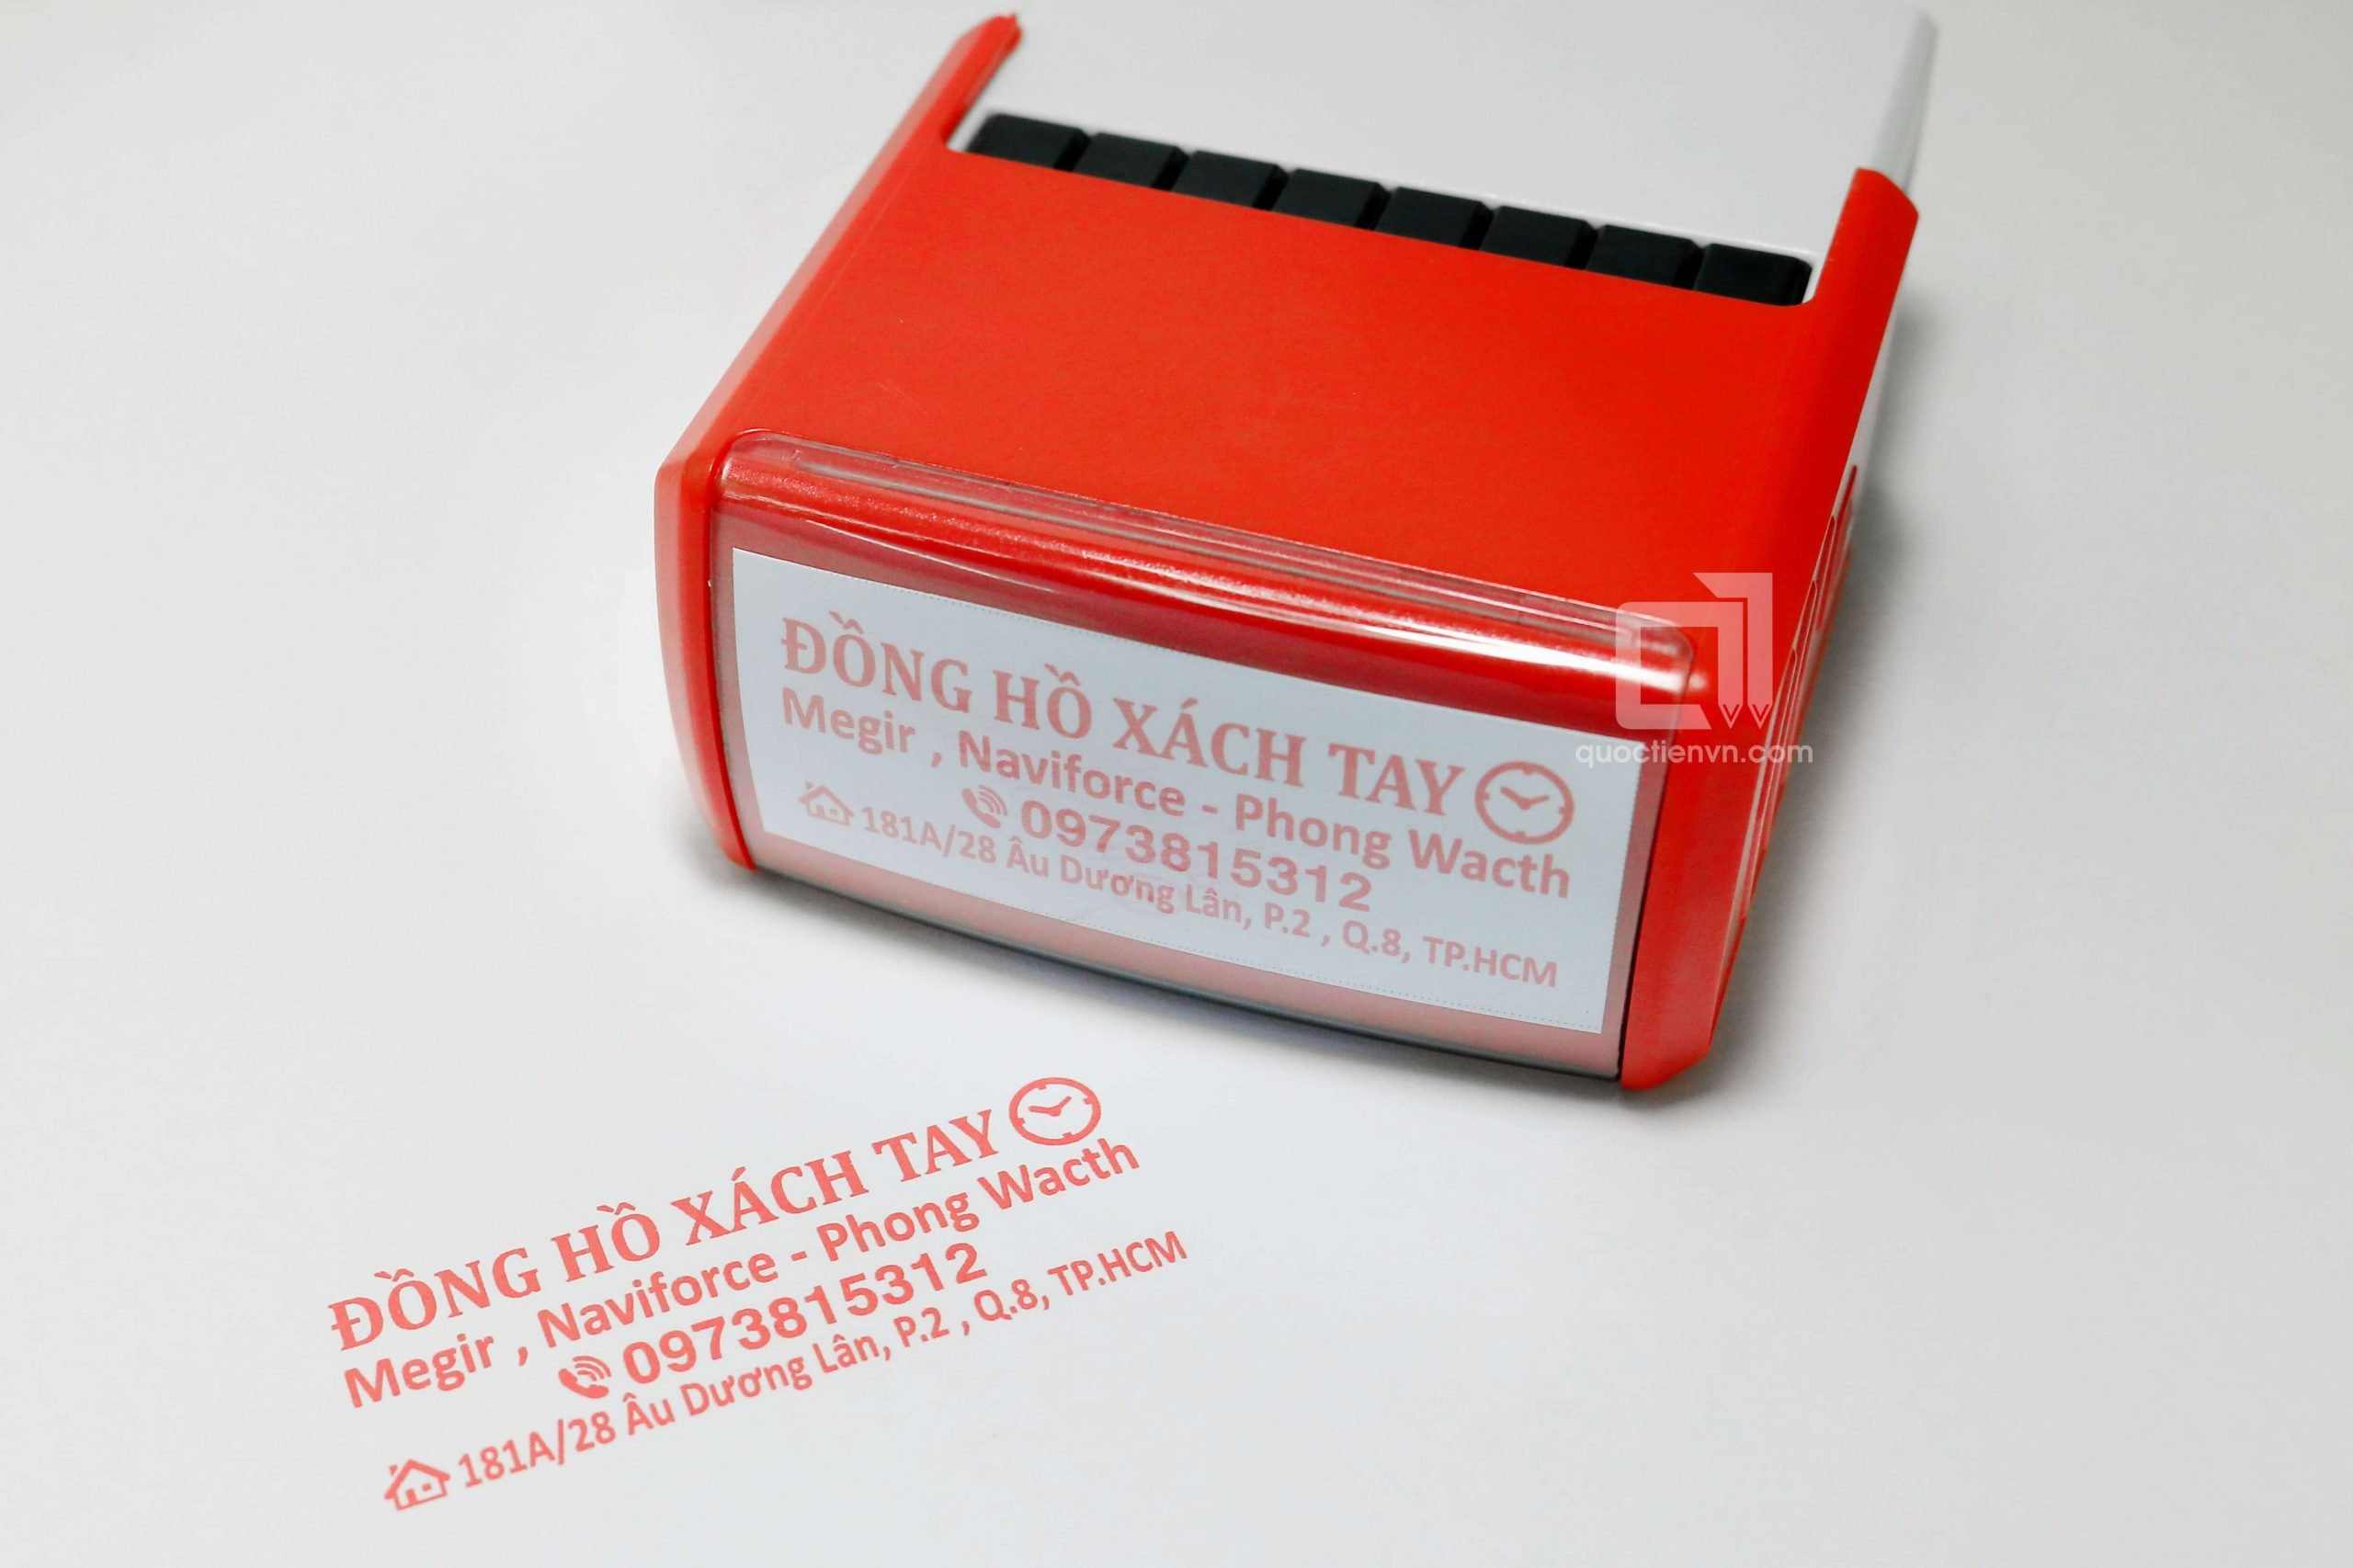 ĐỒNG HỒ XÁCH TAY
Megir , Naviforce - Phong Wacth
0973815312
181A/28 Âu Dương Lân, P.2 , Q.8, TP.HCM
quoctienvn.com
ĐỒNG HỒ XÁCH TAY
Megir , Naviforce - Phong Wacth
0973815312
181A/28 Âu Dương Lân, P.2 , Q.8, TP.HCM